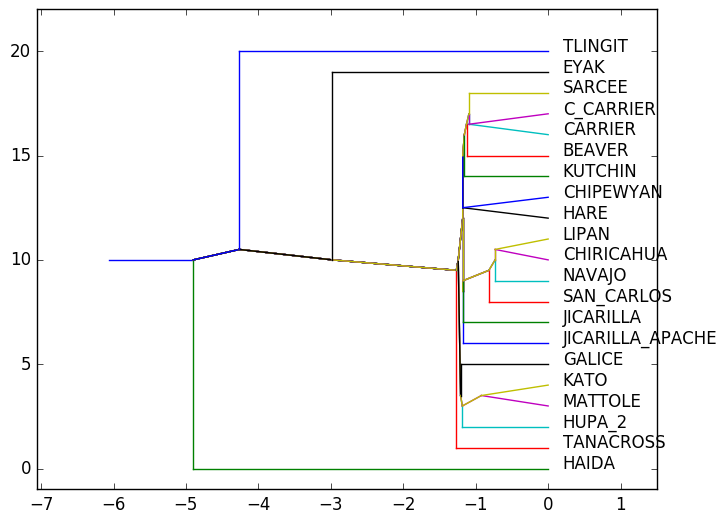 20
15
10
5
0
TLINGIT
EYAK
SARCEE
C_CARRIER
CARRIER
BEAVER
KUTCHIN
CHIPEWYAN
HARE
LIPAN
CHIRICAHUA
NAVAJO
SAN_CARLOS
JICARILLA
JICARILLA_APACHE
GALICE
KATO
MATTOLE
HUPA_2
TANACROSS
HAIDA
−7 −6 −5 −4 −3 −2 −1 0 1